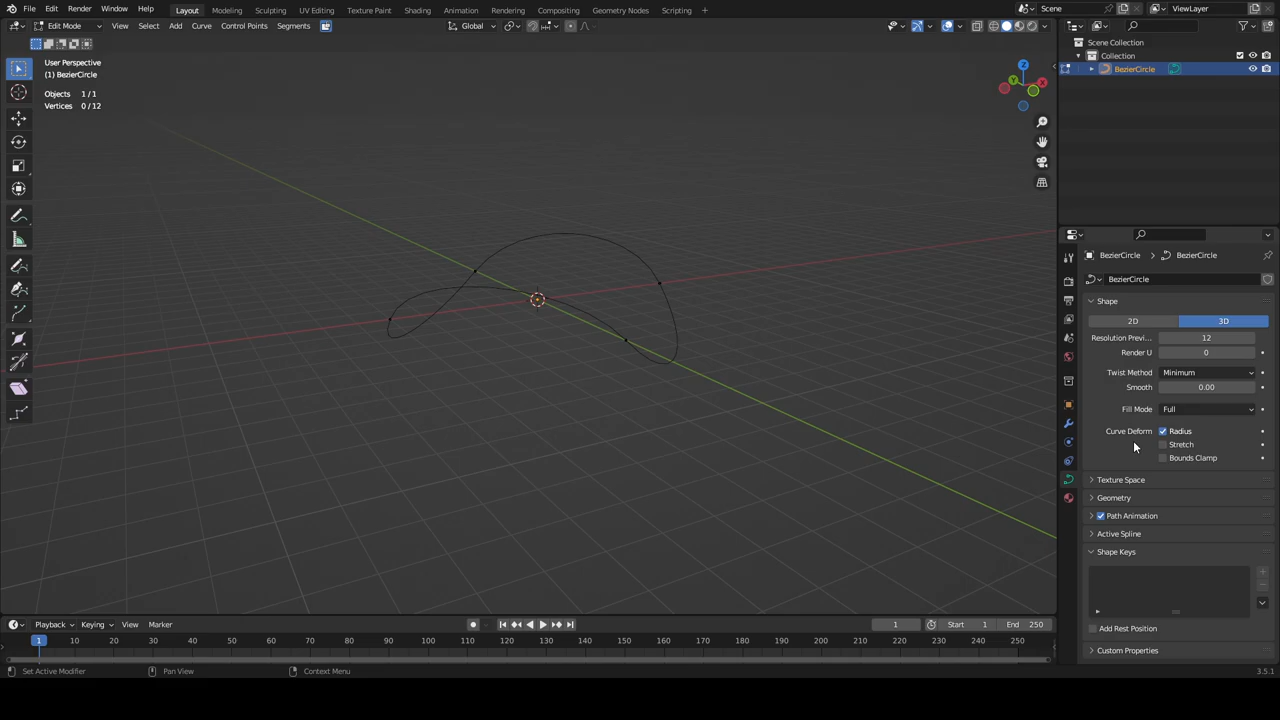 File Edit Render Window Help Layout Modeling Sculpting UV Editing Texture Paint Shading Animation Rendering Compositing Geometry Nodes Scripting + Scene ViewLayer
Edit Mode View Select Add Curve Control Points Segments Global
User Perspective
(1) BezierCircle
Objects 1/1
Vertices 0/12
Z
Y X
Scene Collection
Collection
BezierCircle
BezierCircle > BezierCircle
BezierCircle
Shape
2D 3D
Resolution Previ... 12
Render U 0
Twist Method Minimum
Smooth 0.00
Fill Mode Full
Curve Deform Radius
Stretch
Bounds Clamp
Texture Space
Geometry
Path Animation
Active Spline
Shape Keys
Add Rest Position
Custom Properties
Playback Keying View Marker 1 Start 1 End 250
1 10 20 30 40 50 60 70 80 90 100 110 120 130 140 150 160 170 180 190 200 210 220 230 240 250
Set Active Modifier Pan View Context Menu 3.5.1